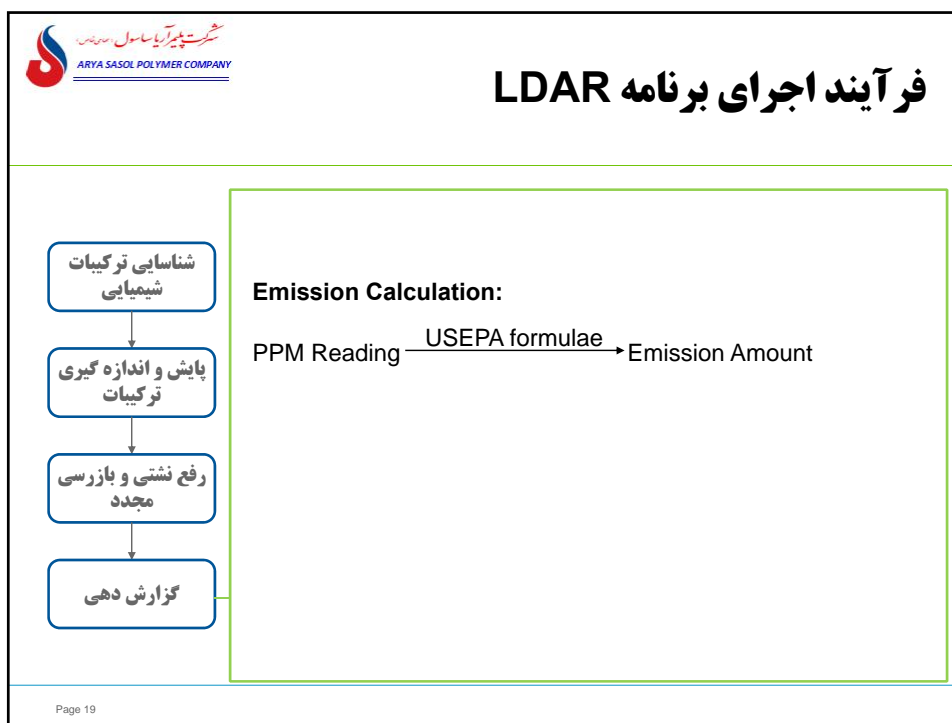 شرکت پلیمر آریا ساسول
ARYA SASOL POLYMER COMPANY
فرآیند اجرای برنامه LDAR
شناسایی ترکیبات
شیمیایی
پایش و اندازه گیری
ترکیبات
رفع نشتی و بازرسی
مجدد
گزارش دهی
Emission Calculation:
PPM Reading USEPA formulae Emission Amount
Page 19